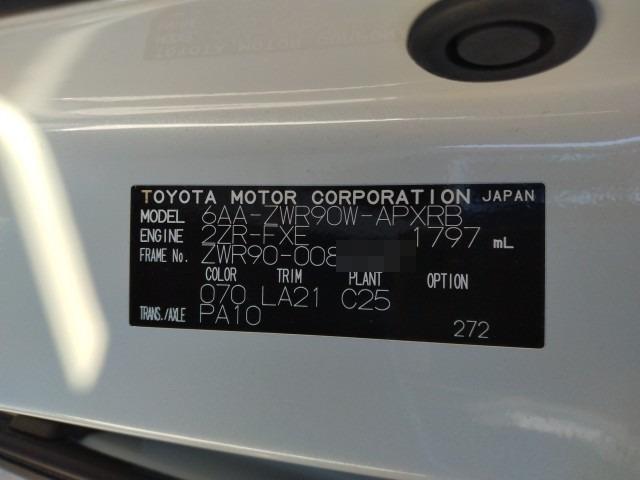 TOYOTA MOTOR CORPORATION JAPAN
MODEL 6AA-ZWR90W-APXRB
ENGINE 2ZR-FXE 1797 mL
FRAME No. ZWR90-008
COLOR TRIM PLANT OPTION
070 LA21 C25
TRANS./AXLE PA10
272